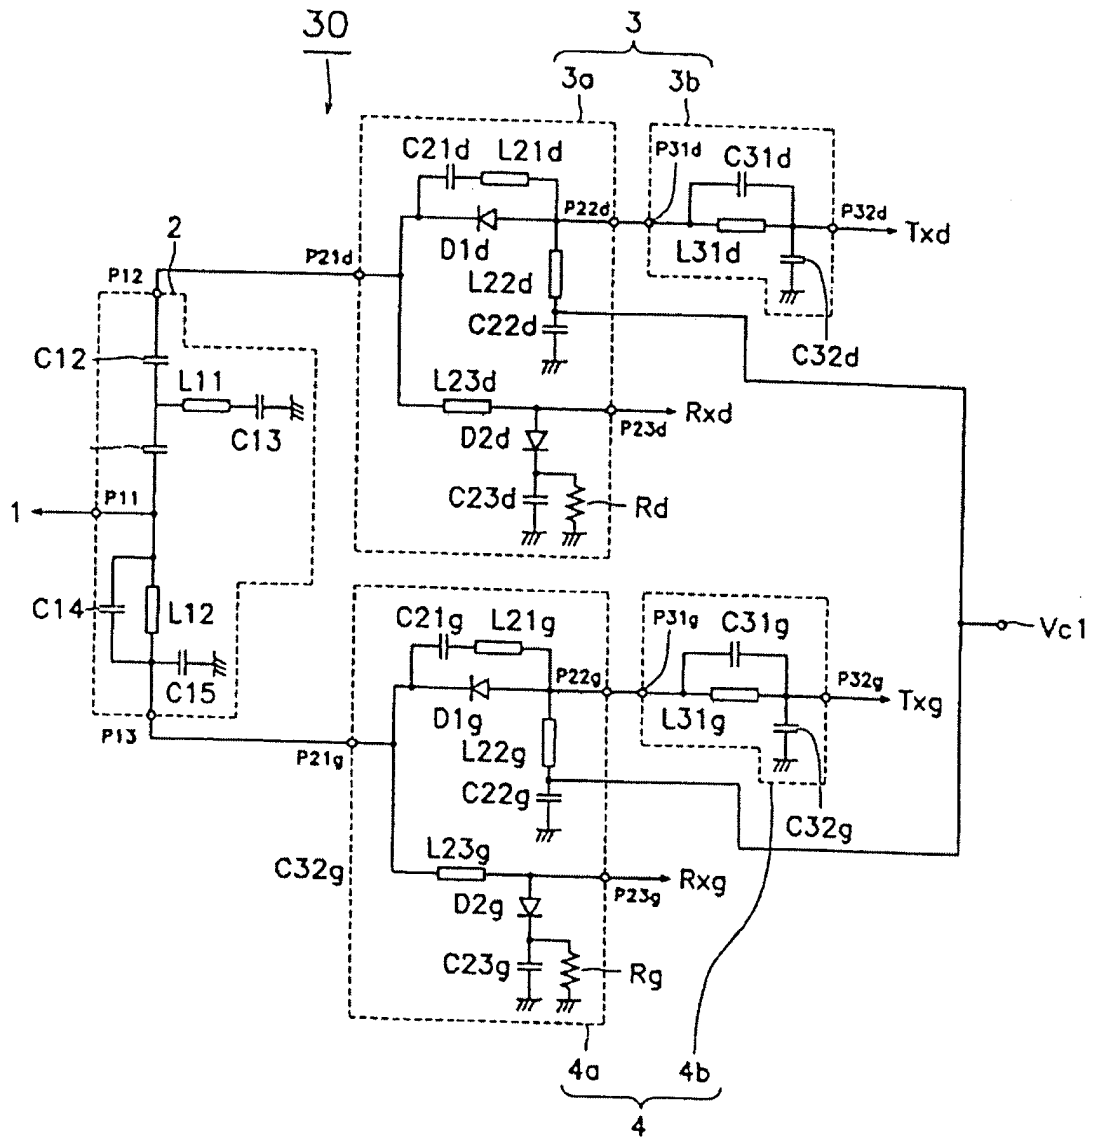 30
3
3a
3b
C21d
L21d
P31d
C31d
P22d
P32d
Txd
D1d
L31d
2
P21d
L22d
P12
C22d
C32d
C12
L11
L23d
Rxd
C13
D2d
P23d
P11
C23d
Rd
1
C14
L12
C21g
L21g
P31g
C31g
Vc1
C15
P22g
P32g
Txg
D1g
L31g
P13
P21g
L22g
C22g
C32g
L23g
C32g
Rxg
D2g
P23g
C23g
Rg
4a
4b
4